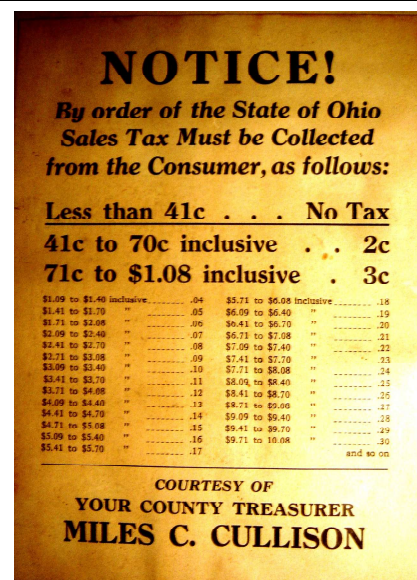 NOTICE!
By order of the State of Ohio
Sales Tax Must be Collected
from the Consumer, as follows:
Less than 41c . . . No Tax
41c to 70c inclusive . . 2c
71c to $1.08 inclusive . 3c
$1.09 to $1.40 inclusive .04
$1.41 to $1.70 " .05
$1.71 to $2.08 " .06
$2.09 to $2.40 " .07
$2.41 to $2.70 " .08
$2.71 to $3.08 " .09
$3.09 to $3.40 " .10
$3.41 to $3.70 " .11
$3.71 to $4.08 " .12
$4.09 to $4.40 " .13
$4.41 to $4.70 " .14
$4.71 to $5.08 " .15
$5.09 to $5.40 " .16
$5.41 to $5.70 " .17
$5.71 to $6.08 inclusive .18
$6.09 to $6.40 " .19
$6.41 to $6.70 " .20
$6.71 to $7.08 " .21
$7.09 to $7.40 " .22
$7.41 to $7.70 " .23
$7.71 to $8.08 " .24
$8.09 to $8.40 " .25
$8.41 to $8.70 " .26
$8.71 to $9.08 " .27
$9.09 to $9.40 " .28
$9.41 to $9.70 " .29
$9.71 to 10.08 " .30
and so on
COURTESY OF
YOUR COUNTY TREASURER
MILES C. CULLISON